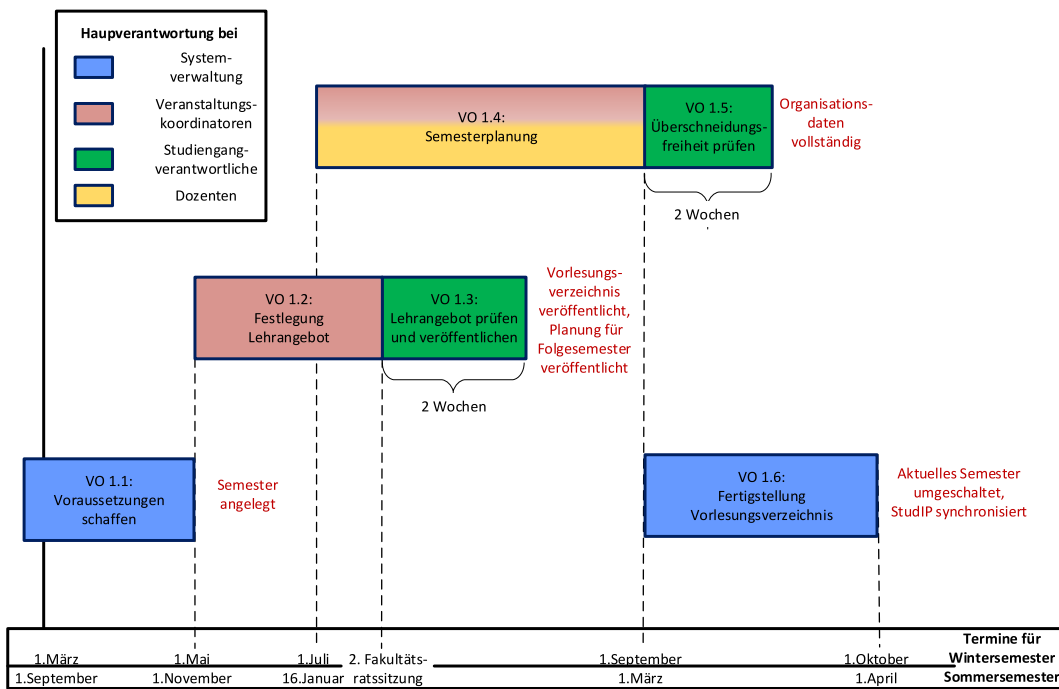 Haupverantwortung bei
System-
verwaltung
Veranstaltungs-
koordinatoren
Studiengang-
verantwortliche
Dozenten
VO 1.4:
Semesterplanung
VO 1.5:
Überschneidungs-
freiheit prüfen
Organisations-
daten
vollständig
2 Wochen
VO 1.2:
Festlegung
Lehrangebot
VO 1.3:
Lehrangebot prüfen
und veröffentlichen
Vorlesungs-
verzeichnis
veröffentlicht,
Planung für
Folgesemester
veröffentlicht
2 Wochen
VO 1.1:
Voraussetzungen
schaffen
Semester
angelegt
VO 1.6:
Fertigstellung
Vorlesungsverzeichnis
Aktuelles Semester
umgeschaltet,
StudIP synchronisiert
1.März
1.September
1.Mai
1.November
1.Juli
16.Januar
2. Fakultäts-
ratssitzung
1.September
1.März
1.Oktober
1.April
Termine für
Wintersemester
Sommersemester